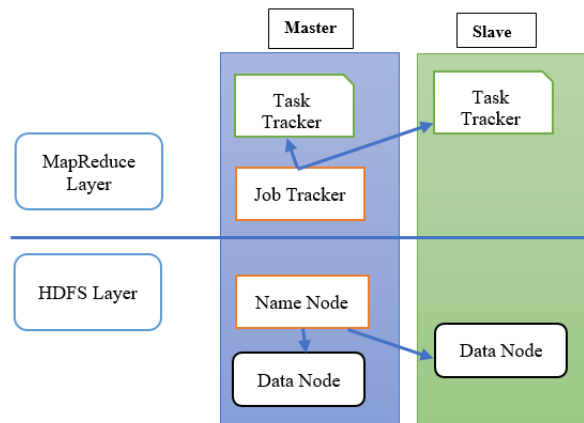 Master
Slave
Task
Tracker
Task
Tracker
MapReduce
Layer
Job Tracker
HDFS Layer
Name Node
Data Node
Data Node